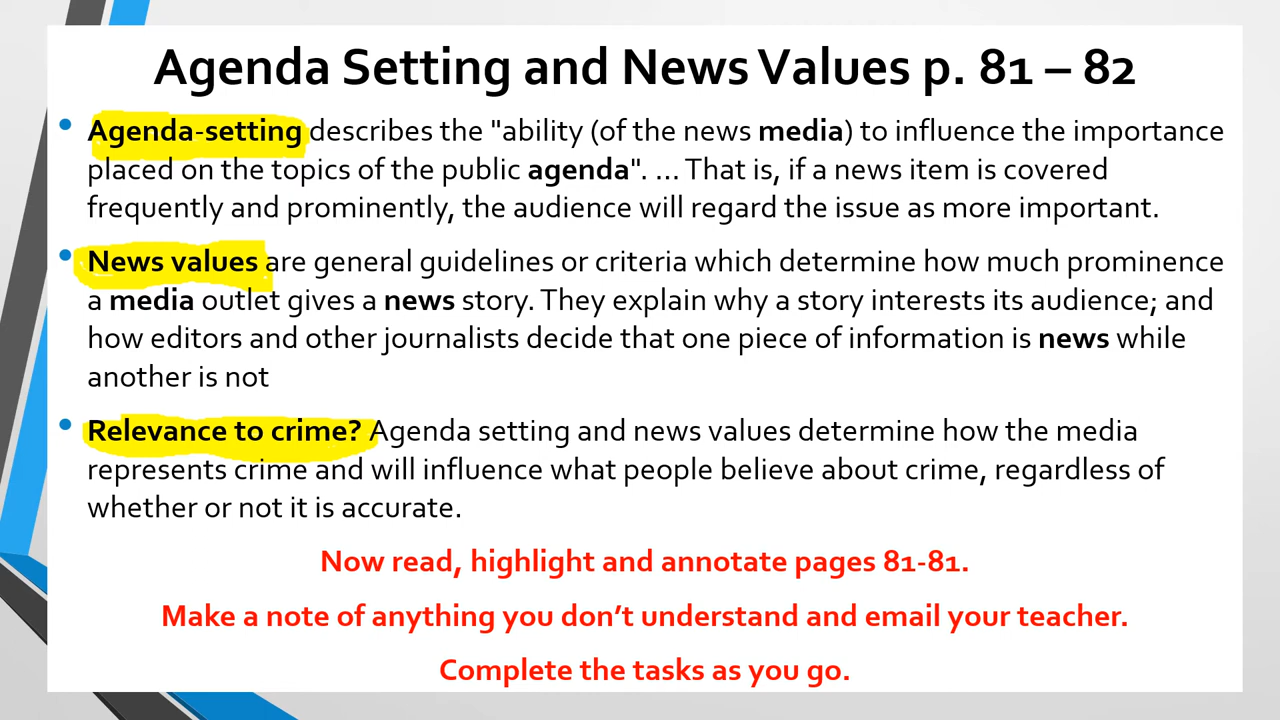 Agenda Setting and News Values p. 81 – 82
• Agenda-setting describes the "ability (of the news media) to influence the importance
placed on the topics of the public agenda". ... That is, if a news item is covered
frequently and prominently, the audience will regard the issue as more important.
• News values are general guidelines or criteria which determine how much prominence
a media outlet gives a news story. They explain why a story interests its audience; and
how editors and other journalists decide that one piece of information is news while
another is not
• Relevance to crime? Agenda setting and news values determine how the media
represents crime and will influence what people believe about crime, regardless of
whether or not it is accurate.
Now read, highlight and annotate pages 81-81.
Make a note of anything you don’t understand and email your teacher.
Complete the tasks as you go.